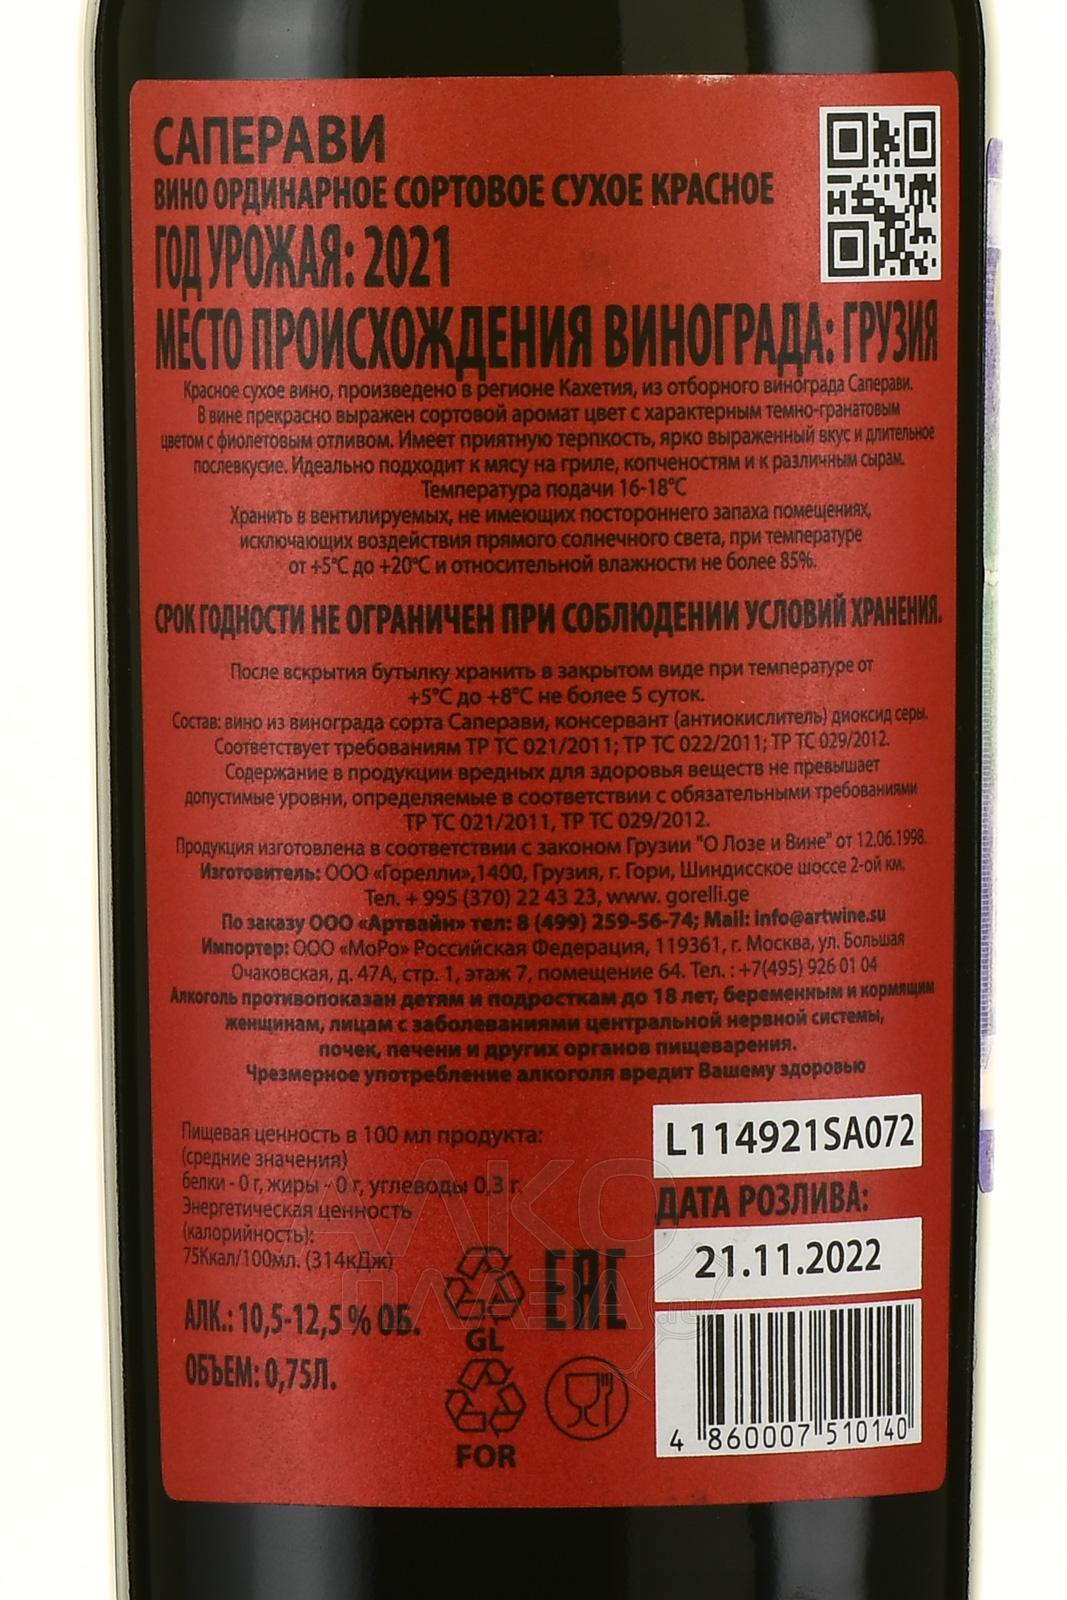 САПЕРАВИ
ВИНО ОРДИНАРНОЕ СОРТОВОЕ СУХОЕ КРАСНОЕ
ГОД УРОЖАЯ: 2021
МЕСТО ПРОИСХОЖДЕНИЯ ВИНОГРАДА: ГРУЗИЯ
Красное сухое вино, произведено в регионе Кахетия, из отборного винограда Саперави.
В вине прекрасно выражен сортовой аромат цвет с характерным темно-гранатовым
цветом с фиолетовым отливом. Имеет приятную терпкость, ярко выраженный вкус и длительное
послевкусие. Идеально подходит к мясу на гриле, копченостям и к различным сырам.
Температура подачи 16-18°C
Хранить в вентилируемых, не имеющих постороннего запаха помещениях,
исключающих воздействия прямого солнечного света, при температуре
от +5°C до +20°C и относительной влажности не более 85%.
СРОК ГОДНОСТИ НЕ ОГРАНИЧЕН ПРИ СОБЛЮДЕНИИ УСЛОВИЙ ХРАНЕНИЯ.
После вскрытия бутылку хранить в закрытом виде при температуре от
+5°C до +8°C не более 5 суток.
Состав: вино из винограда сорта Саперави, консервант (антиокислитель) диоксид серы.
Соответствует требованиям ТР ТС 021/2011; ТР ТС 022/2011; ТР ТС 029/2012.
Содержание в продукции вредных для здоровья веществ не превышает
допустимые уровни, определяемые в соответствии с обязательными требованиями
ТР ТС 021/2011, ТР ТС 029/2012.
Продукция изготовлена в соответствии с законом Грузии "О Лозе и Вине" от 12.06.1998.
Изготовитель: ООО «Горелли»,1400, Грузия, г. Гори, Шиндисское шоссе 2-ой км.
Тел. + 995 (370) 22 43 23, www. gorelli.ge
По заказу ООО «Артвайн» тел: 8 (499) 259-56-74; Mail: info@artwine.su
Импортер: ООО «МоРо» Российская Федерация, 119361, г. Москва, ул. Большая
Очаковская, д. 47А, стр. 1, этаж 7, помещение 64. Тел. : +7(495) 926 01 04
Алкоголь противопоказан детям и подросткам до 18 лет, беременным и кормящим
женщинам, лицам с заболеваниями центральной нервной системы,
почек, печени и других органов пищеварения.
Чрезмерное употребление алкоголя вредит Вашему здоровью
Пищевая ценность в 100 мл продукта:
(средние значения)
белки - 0 г, жиры - 0 г, углеводы 0,3 г.
Энергетическая ценность
(калорийность):
75Ккал/100мл. (314кДж)
АЛК.: 10,5-12,5 % ОБ.
ОБЪЕМ: 0,75Л.
GL
FOR
EAC
L114921SA072
ДАТА РОЗЛИВА:
21.11.2022
4 860007 510140
АЛКО
ПЛАЗА.ru